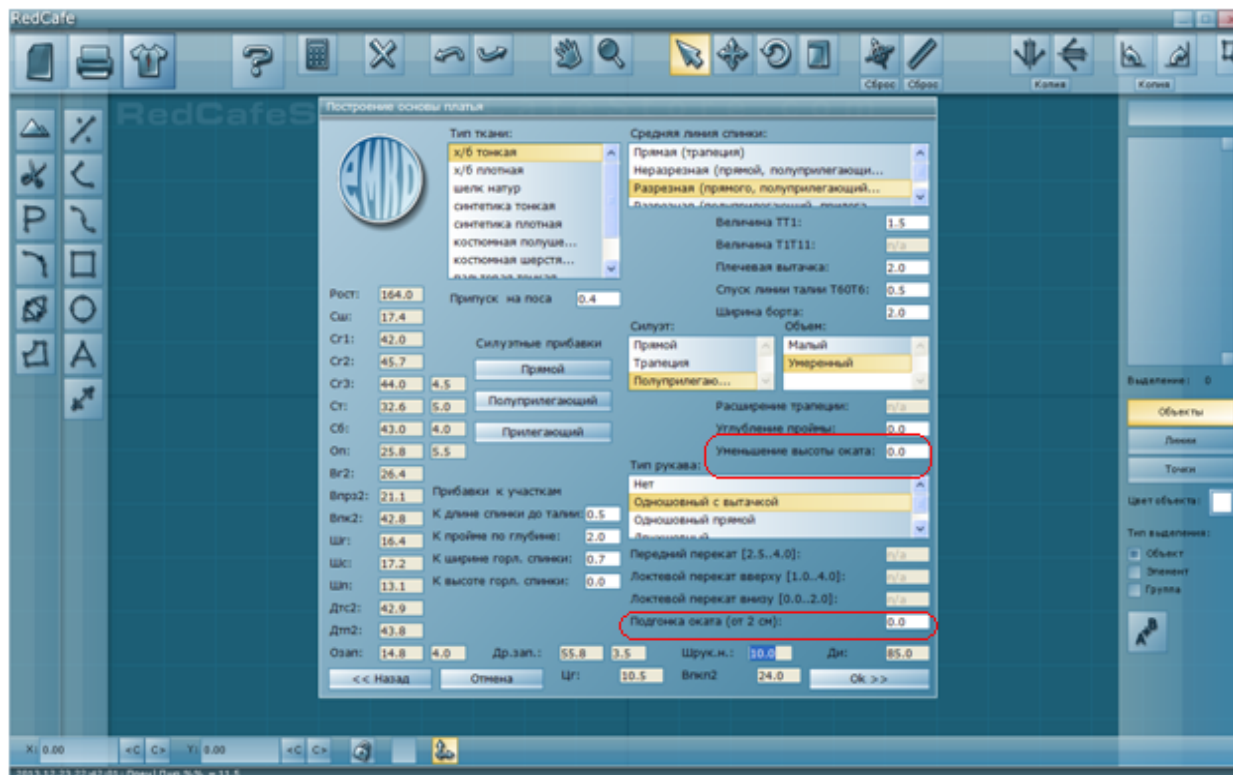 RedCafe
Сброс Сброс
Копия
Копия
RedCafeS
Построение основы платья
ЕМКО
Тип ткани:
х/б тонкая
х/б плотная
шелк натур
синтетика тонкая
синтетика плотная
костюмная полуше...
костюмная шерстя...
пальтовая тонкая
Средняя линия спинки:
Прямая (трапеция)
Неразрезная (прямой, полуприлегающи...
Разрезная (прямого, полуприлегающий...
Разрезная (полуприлегающий, прилега...
Величина ТТ1: 1.5
Величина Т1Т11: n/a
Плечевая вытачка: 2.0
Спуск линии талии Т60Т6: 0.5
Ширина борта: 2.0
Припуск на поса 0.4
Рост: 164.0
Сш: 17.4
Сг1: 42.0
Сг2: 45.7
Сг3: 44.0 4.5
Ст: 32.6 5.0
Сб: 43.0 4.0
Оп: 25.8 5.5
Вг2: 26.4
Впрз2: 21.1
Впк2: 42.8
Шг: 16.4
Шс: 17.2
Шп: 13.1
Дтс2: 42.9
Дтп2: 43.8
Силуэтные прибавки
Прямой
Полуприлегающий
Прилегающий
Прибавки к участкам
К длине спинки до талии: 0.5
К пройме по глубине: 2.0
К ширине горл. спинки: 0.7
К высоте горл. спинки: 0.0
Силуэт:
Прямой
Трапеция
Полуприлегаю...
Объем:
Малый
Умеренный
Расширение трапеции: n/a
Углубление проймы: 0.0
Уменьшение высоты оката: 0.0
Тип рукава:
Нет
Одношовный с вытачкой
Одношовный прямой
Двухшовный
Передний перекат [2.5..4.0]: n/a
Локтевой перекат вверху [1.0..4.0]: n/a
Локтевой перекат внизу [0.0..2.0]: n/a
Подгонка оката (от 2 см): 0.0
Озап: 14.8 4.0 Др.зап.: 55.8 3.5 Шрук.н.: 10.0 Ди: 85.0
<< Назад Отмена Цг: 10.5 Впкп2 24.0 Ok >>
Выделение: 0
Объекты
Линии
Точки
Цвет объекта:
Тип выделения:
Объект
Элемент
Группа
X: 0.00 <C C> Y: 0.00 <C C>